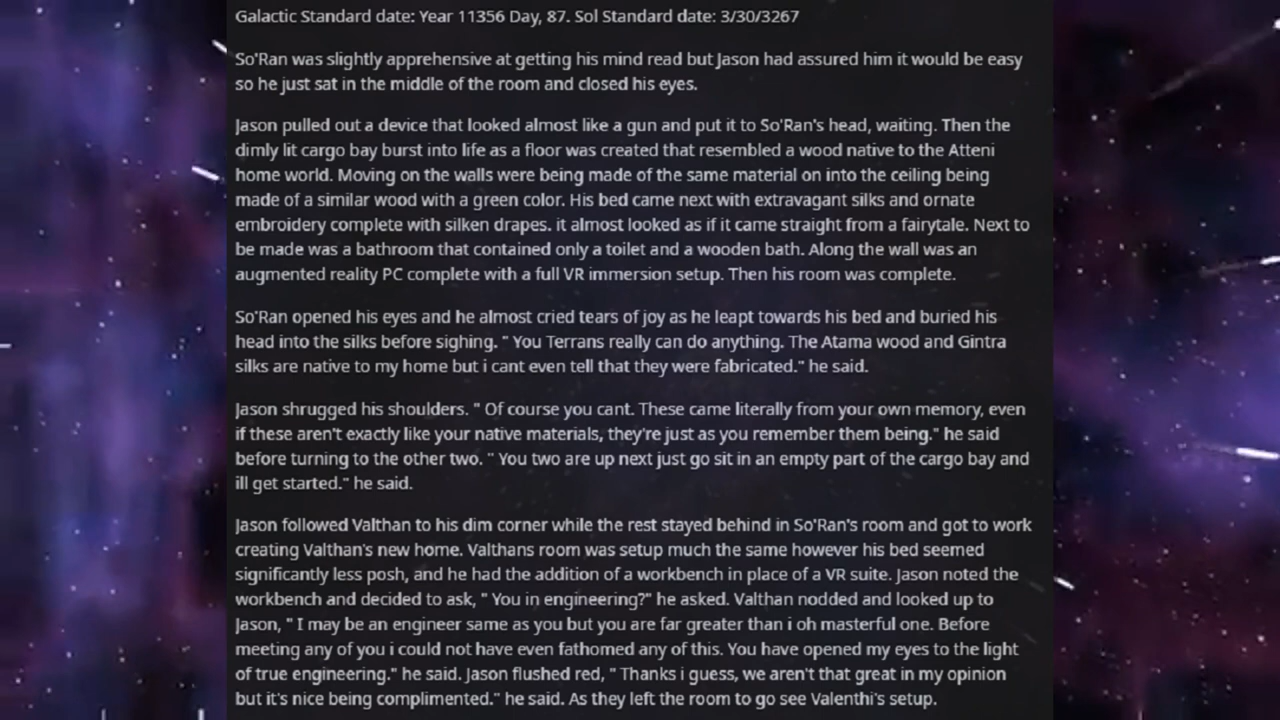 Galactic Standard date: Year 11356 Day, 87. Sol Standard date: 3/30/3267
So'Ran was slightly apprehensive at getting his mind read but Jason had assured him it would be easy
so he just sat in the middle of the room and closed his eyes.
Jason pulled out a device that looked almost like a gun and put it to So'Ran's head, waiting. Then the
dimly lit cargo bay burst into life as a floor was created that resembled a wood native to the Atteni
home world. Moving on the walls were being made of the same material on into the ceiling being
made of a similar wood with a green color. His bed came next with extravagant silks and ornate
embroidery complete with silken drapes. it almost looked as if it came straight from a fairytale. Next to
be made was a bathroom that contained only a toilet and a wooden bath. Along the wall was an
augmented reality PC complete with a full VR immersion setup. Then his room was complete.
So'Ran opened his eyes and he almost cried tears of joy as he leapt towards his bed and buried his
head into the silks before sighing. " You Terrans really can do anything. The Atama wood and Gintra
silks are native to my home but i cant even tell that they were fabricated." he said.
Jason shrugged his shoulders. " Of course you cant. These came literally from your own memory, even
if these aren't exactly like your native materials, they're just as you remember them being." he said
before turning to the other two. " You two are up next just go sit in an empty part of the cargo bay and
ill get started." he said.
Jason followed Valthan to his dim corner while the rest stayed behind in So'Ran's room and got to work
creating Valthan's new home. Valthans room was setup much the same however his bed seemed
significantly less posh, and he had the addition of a workbench in place of a VR suite. Jason noted the
workbench and decided to ask, " You in engineering?" he asked. Valthan nodded and looked up to
Jason, " I may be an engineer same as you but you are far greater than i oh masterful one. Before
meeting any of you i could not have even fathomed any of this. You have opened my eyes to the light
of true engineering." he said. Jason flushed red, " Thanks i guess, we aren't that great in my opinion
but it's nice being complimented." he said. As they left the room to go see Valenthi's setup.